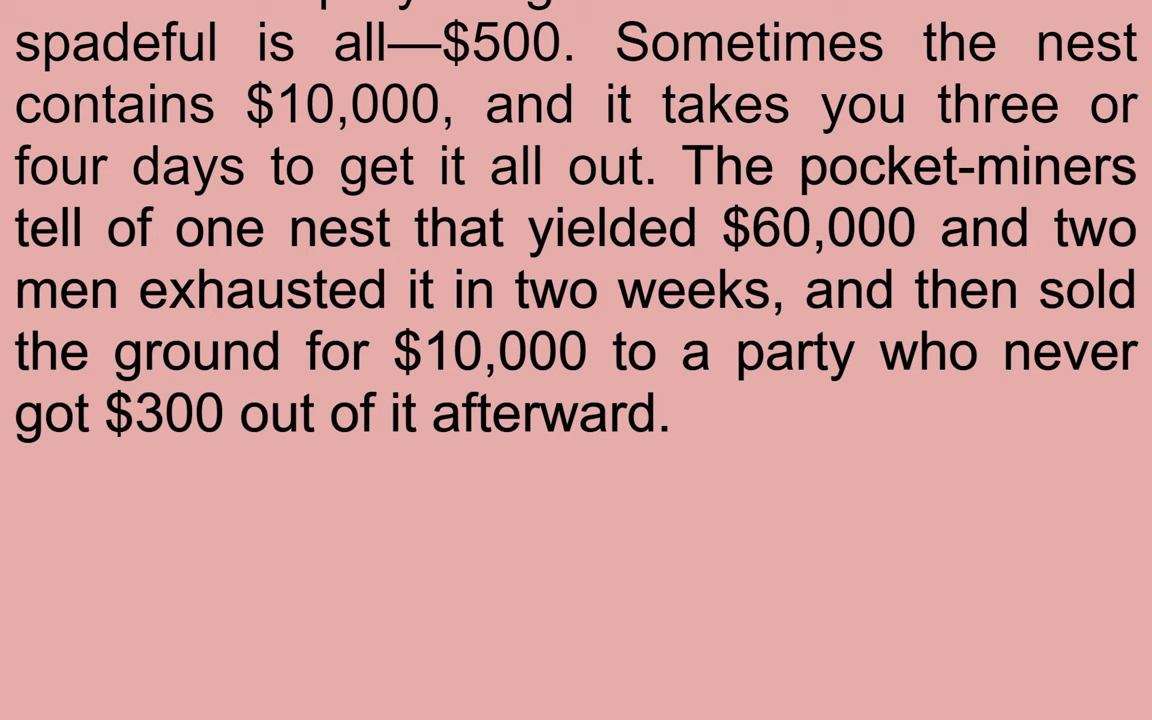 spadeful is all—$500. Sometimes the nest
contains $10,000, and it takes you three or
four days to get it all out. The pocket-miners
tell of one nest that yielded $60,000 and two
men exhausted it in two weeks, and then sold
the ground for $10,000 to a party who never
got $300 out of it afterward.